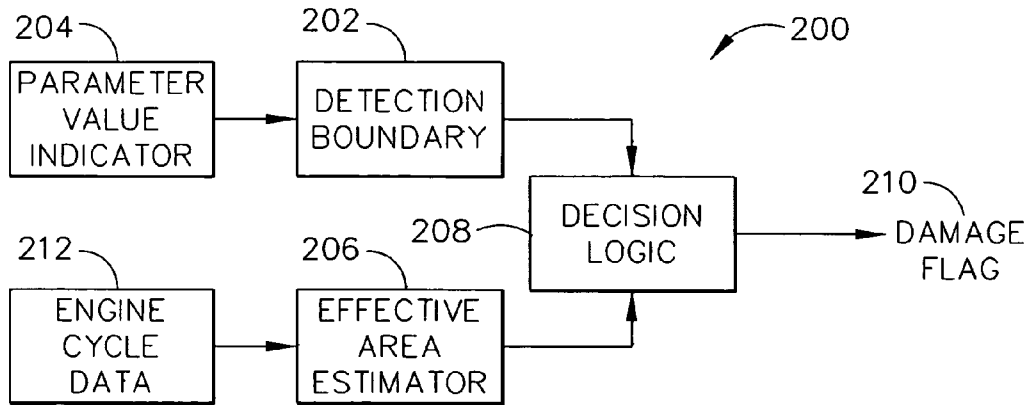 204
202
200
PARAMETER
VALUE
INDICATOR
DETECTION
BOUNDARY
208
DECISION
LOGIC
210
DAMAGE
FLAG
212
206
ENGINE
CYCLE
DATA
EFFECTIVE
AREA
ESTIMATOR